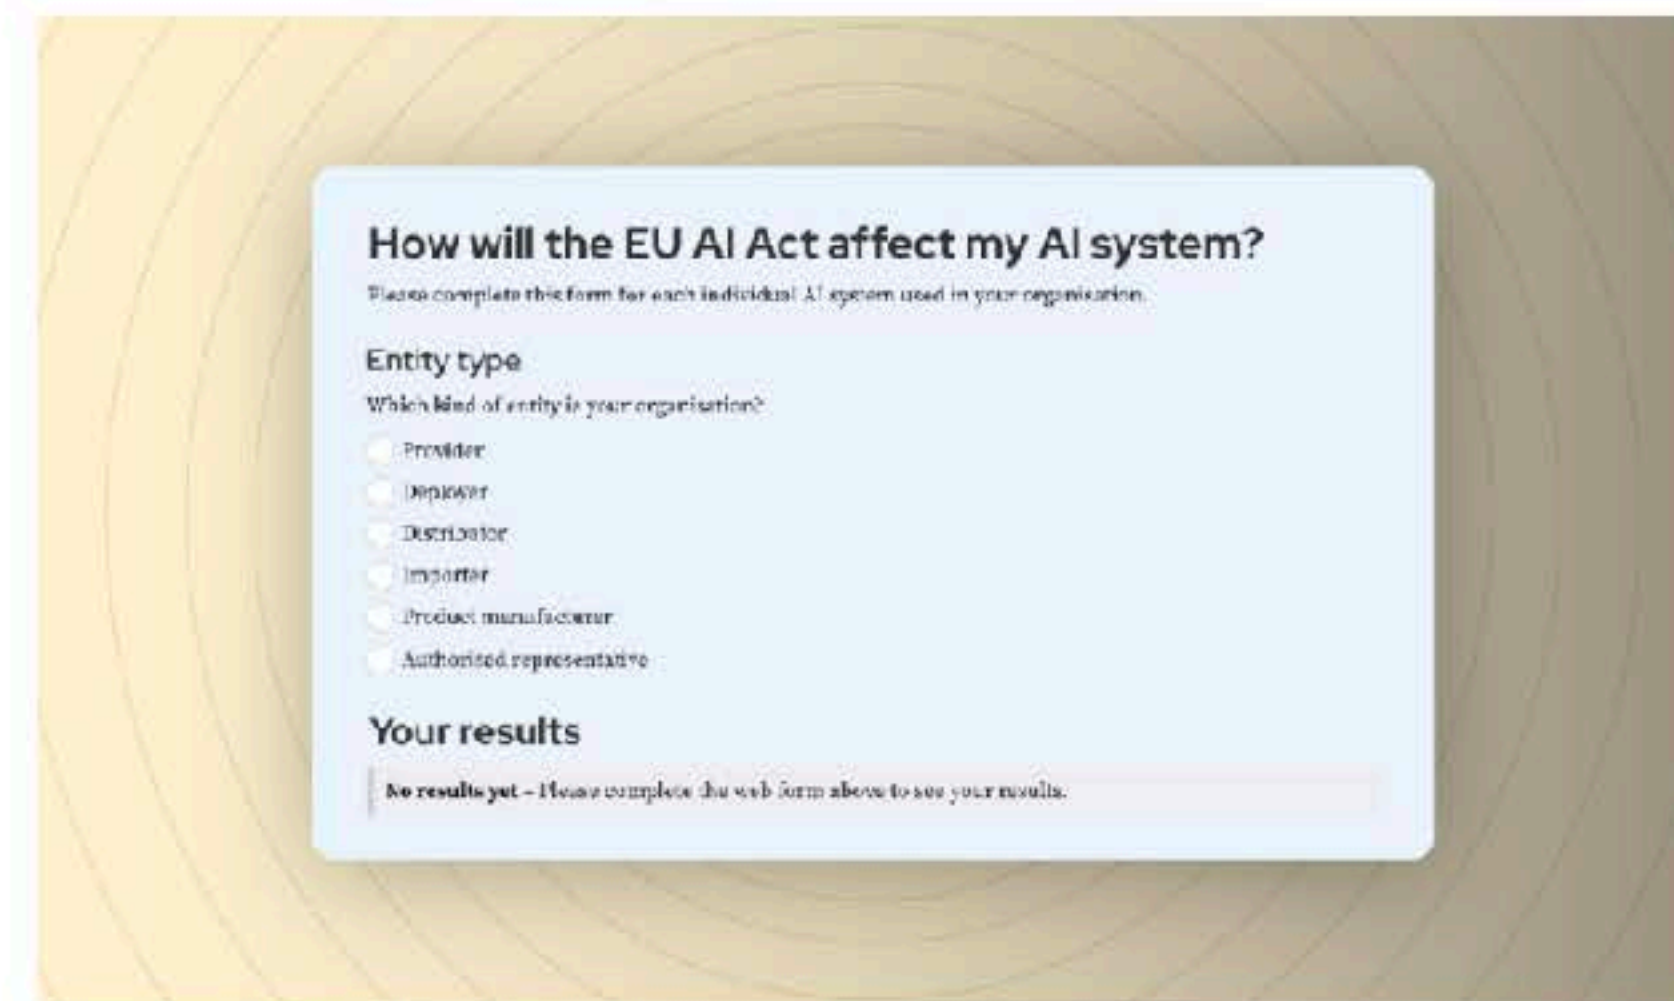 How will the EU AI Act affect my AI system?
Please complete this form for each individual AI system used in your organisation.
Entity type
Which kind of entity is your organisation?
Provider
Deployer
Distributor
Importer
Product manufacturer
Authorised representative
Your results
No results yet – Please complete the web form above to see your results.